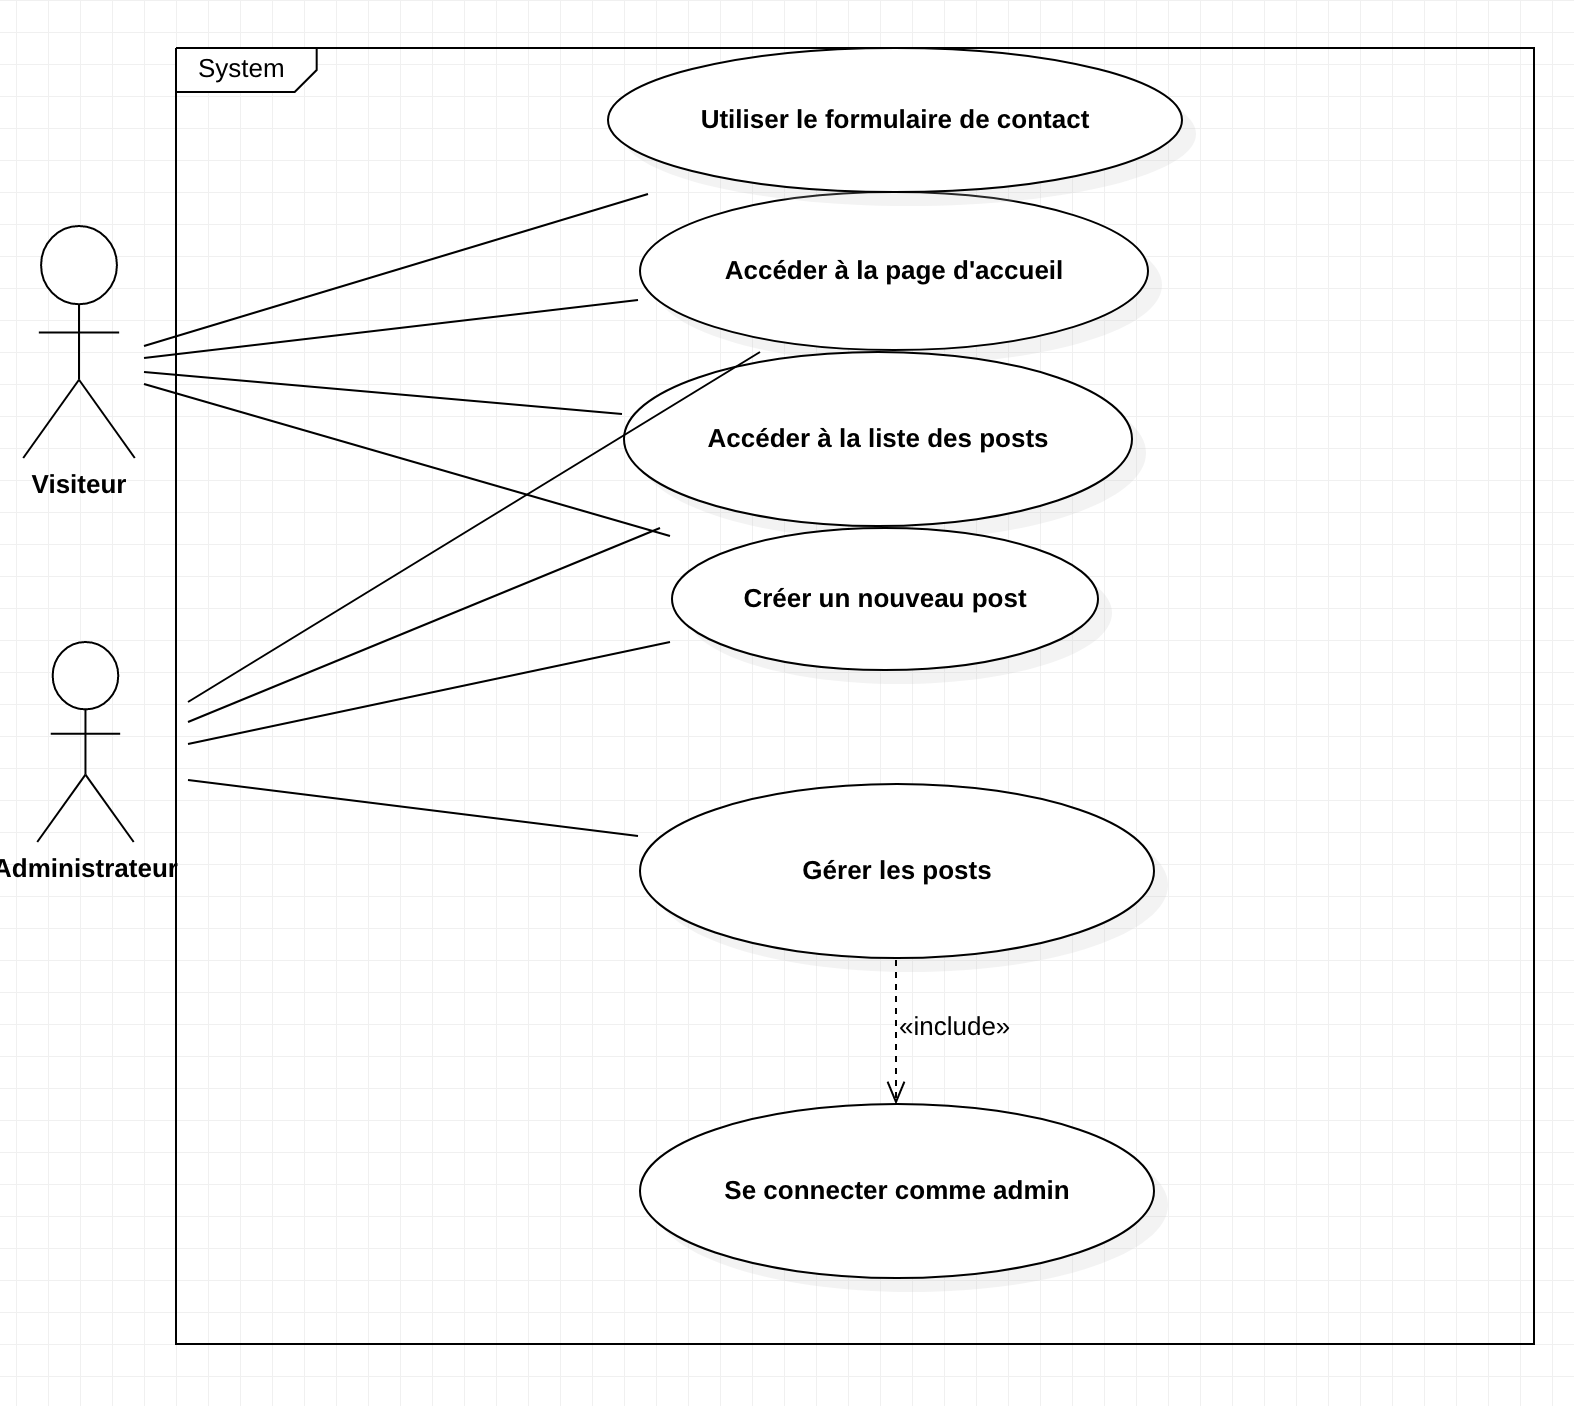 System
Utiliser le formulaire de contact
Accéder à la page d'accueil
Accéder à la liste des posts
Visiteur
Créer un nouveau post
Administrateur
Gérer les posts
«include»
Se connecter comme admin